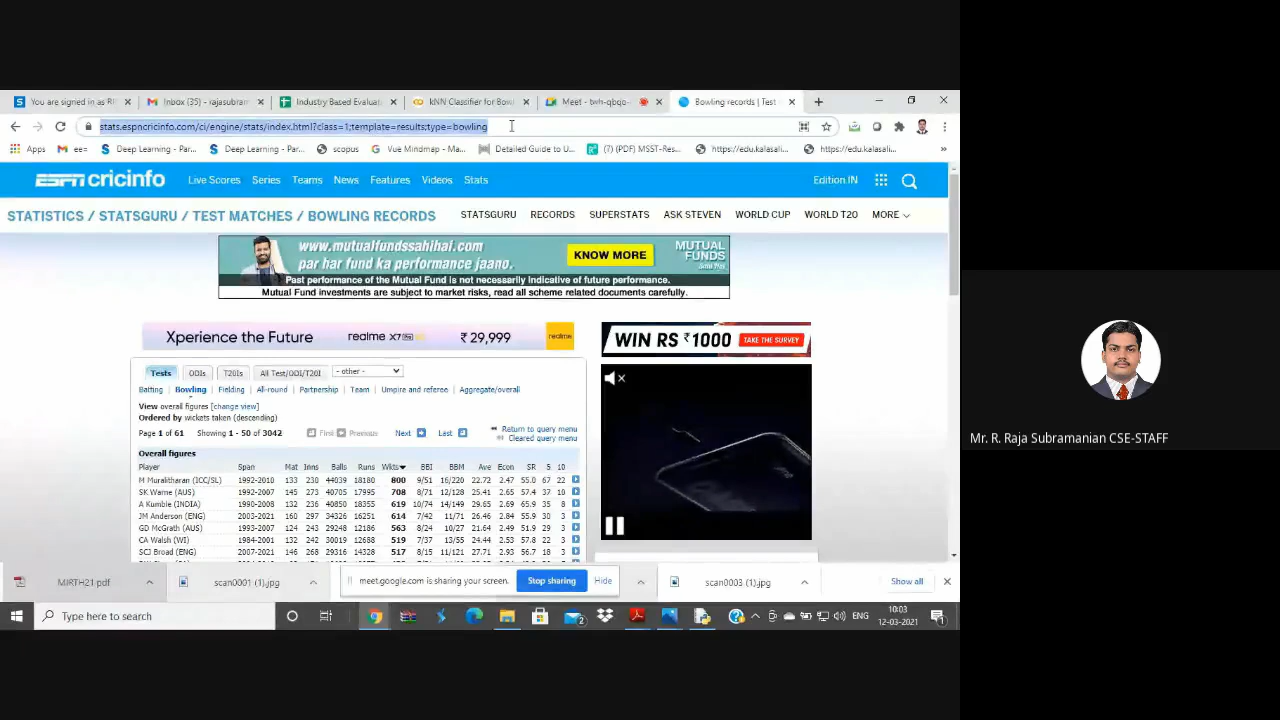 You are signed in as RI
Inbox (35) - rajasubram
Industry Based Evaluat
kNN Classifier for Bow
Meet - twh-qbqo-
Bowling records | Test
stats.espncricinfo.com/ci/engine/stats/index.html?class=1;template=results;type=bowling
Apps
ee=
Deep Learning - Par...
Deep Learning - Par...
scopus
Vue Mindmap - Ma...
Detailed Guide to U...
(7) (PDF) MSST-Res...
https://edu.kalasali...
https://edu.kalasali...
ESPN cricinfo
Live Scores
Series
Teams
News
Features
Videos
Stats
Edition IN
STATISTICS / STATSGURU / TEST MATCHES / BOWLING RECORDS
STATSGURU
RECORDS
SUPERSTATS
ASK STEVEN
WORLD CUP
WORLD T20
MORE
www.mutualfundssahihai.com
par har fund ka performance jaano.
KNOW MORE
MUTUAL
FUNDS
Past performance of the Mutual Fund is not necessarily indicative of future performance.
Mutual Fund investments are subject to market risks, read all scheme related documents carefully.
Xperience the Future
realme X7 5G
₹ 29,999
realme
WIN RS ₹1000
TAKE THE SURVEY
Tests
ODIs
T20Is
All Test/ODI/T20I
- other -
Batting
Bowling
Fielding
All-round
Partnership
Team
Umpire and referee
Aggregate/overall
View overall figures [change view]
Ordered by wickets taken (descending)
Page 1 of 61 Showing 1 - 50 of 3042
First
Previous
Next
Last
Return to query menu
Cleared query menu
Overall figures
Player Span Mat Inns Balls Runs Wkts BBI BBM Ave Econ SR 5 10
M Muralitharan (ICC/SL) 1992-2010 133 230 44039 18180 800 9/51 16/220 22.72 2.47 55.0 67 22
SK Warne (AUS) 1992-2007 145 273 40705 17995 708 8/71 12/128 25.41 2.65 57.4 37 10
A Kumble (INDIA) 1990-2008 132 236 40850 18355 619 10/74 14/149 29.65 2.69 65.9 35 8
JM Anderson (ENG) 2003-2021 160 297 34326 16251 614 7/42 11/71 26.46 2.84 55.9 30 3
GD McGrath (AUS) 1993-2007 124 243 29248 12186 563 8/24 10/27 21.64 2.49 51.9 29 3
CA Walsh (WI) 1984-2001 132 242 30019 12688 519 7/37 13/55 24.44 2.53 57.8 22 3
SCJ Broad (ENG) 2007-2021 146 268 29316 14328 517 8/15 11/121 27.71 2.93 56.7 18 3
MIRTH21.pdf
scan0001 (1).jpg
meet.google.com is sharing your screen.
Stop sharing
Hide
scan0003 (1).jpg
Show all
Type here to search
2
ENG
10:03
12-03-2021
1
Mr. R. Raja Subramanian CSE-STAFF